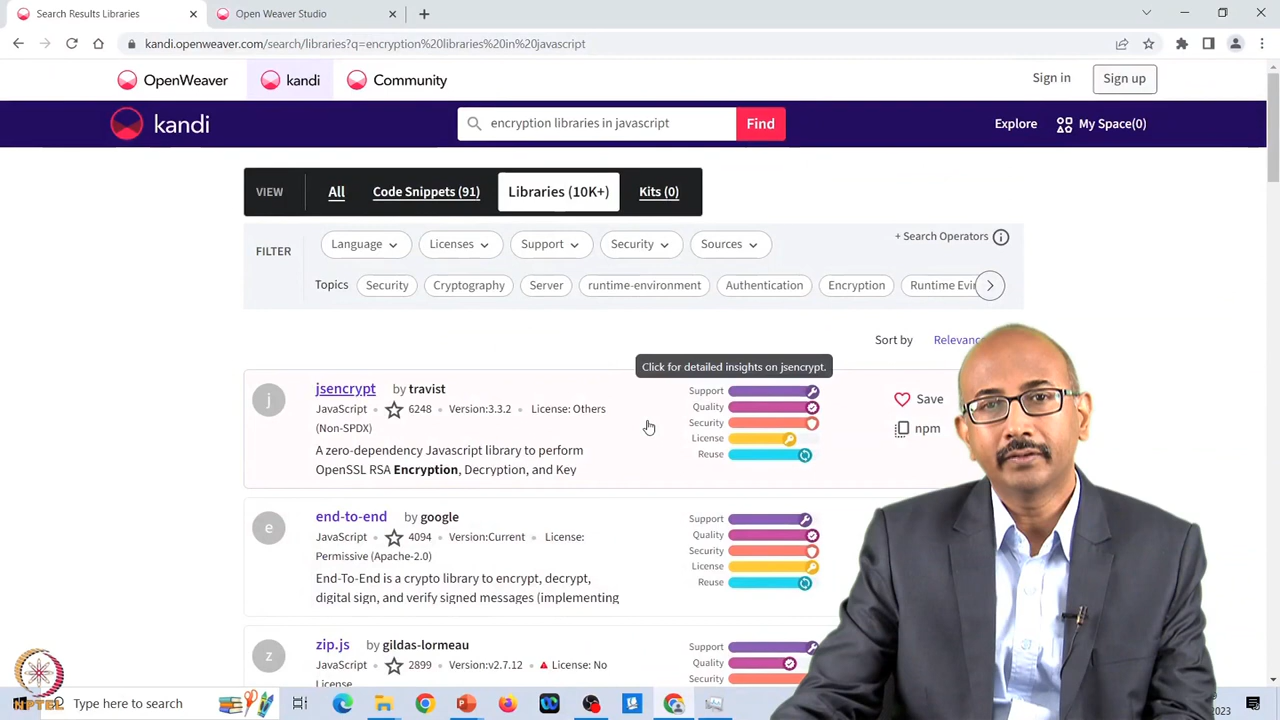 Search Results Libraries
Open Weaver Studio
kandi.openweaver.com/search/libraries?q=encryption%20libraries%20in%20javascript
OpenWeaver kandi Community Sign in Sign up
kandi encryption libraries in javascript Find Explore My Space(0)
VIEW All Code Snippets (91) Libraries (10K+) Kits (0)
FILTER Language Licenses Support Security Sources + Search Operators
Topics Security Cryptography Server runtime-environment Authentication Encryption
Sort by
Click for detailed insights on jsencrypt.
jsencrypt by travist
JavaScript 6248 Version:3.3.2 License: Others
(Non-SPDX)
A zero-dependency Javascript library to perform
OpenSSL RSA Encryption, Decryption, and Key
Support
Quality
Security
License
Reuse
Save
npm
end-to-end by google
JavaScript 4094 Version:Current License:
Permissive (Apache-2.0)
End-To-End is a crypto library to encrypt, decrypt,
digital sign, and verify signed messages (implementing
Support
Quality
Security
License
Reuse
zip.js by gildas-lormeau
JavaScript 2899 Version:v2.7.12 License: No
License
Support
Quality
Security
j
e
z
NPTEL
Type here to search
2023